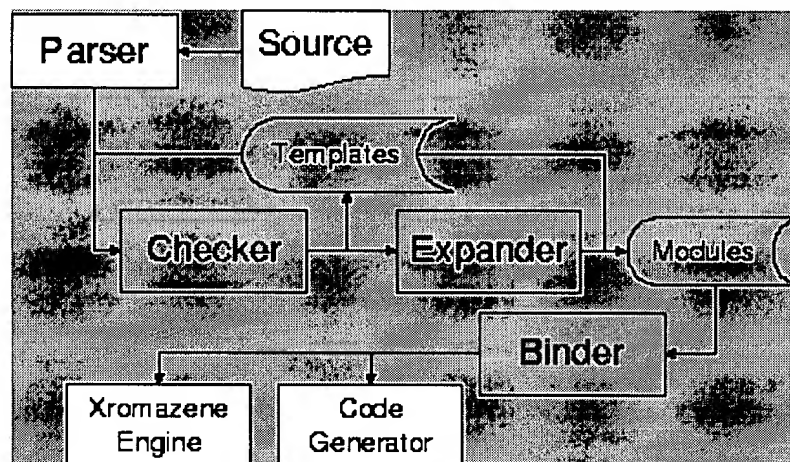 Parser
Source
Templates
Checker
Expander
Modules
Binder
Xromazene
Engine
Code
Generator